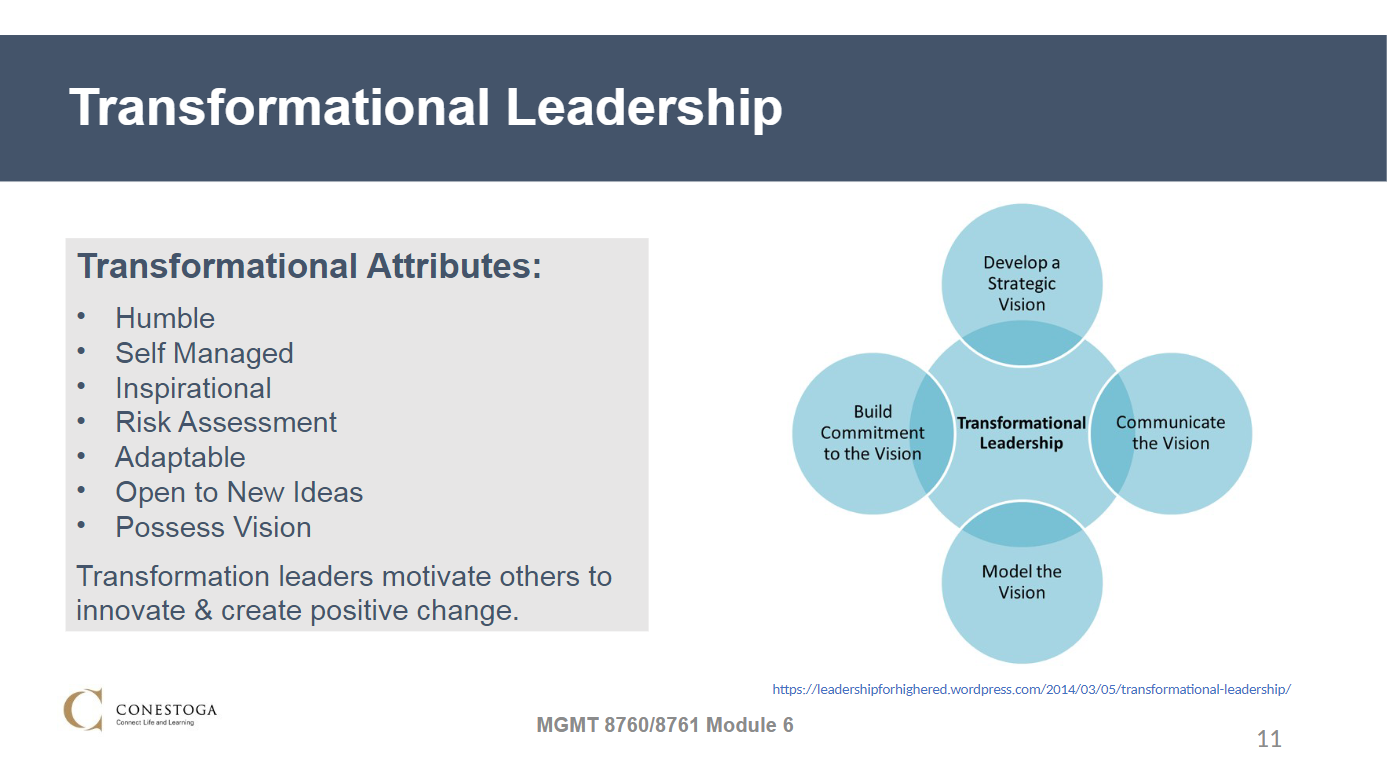 Transformational Leadership
Transformational Attributes:
• Humble
• Self Managed
• Inspirational
• Risk Assessment
• Adaptable
• Open to New Ideas
• Possess Vision
Transformation leaders motivate others to
innovate & create positive change.
Develop a
Strategic
Vision
Build
Commitment
to the Vision
Transformational
Leadership
Communicate
the Vision
Model the
Vision
https://leadershipforhighered.wordpress.com/2014/03/05/transformational-leadership/
CONESTOGA
Connect Life and Learning
MGMT 8760/8761 Module 6
11